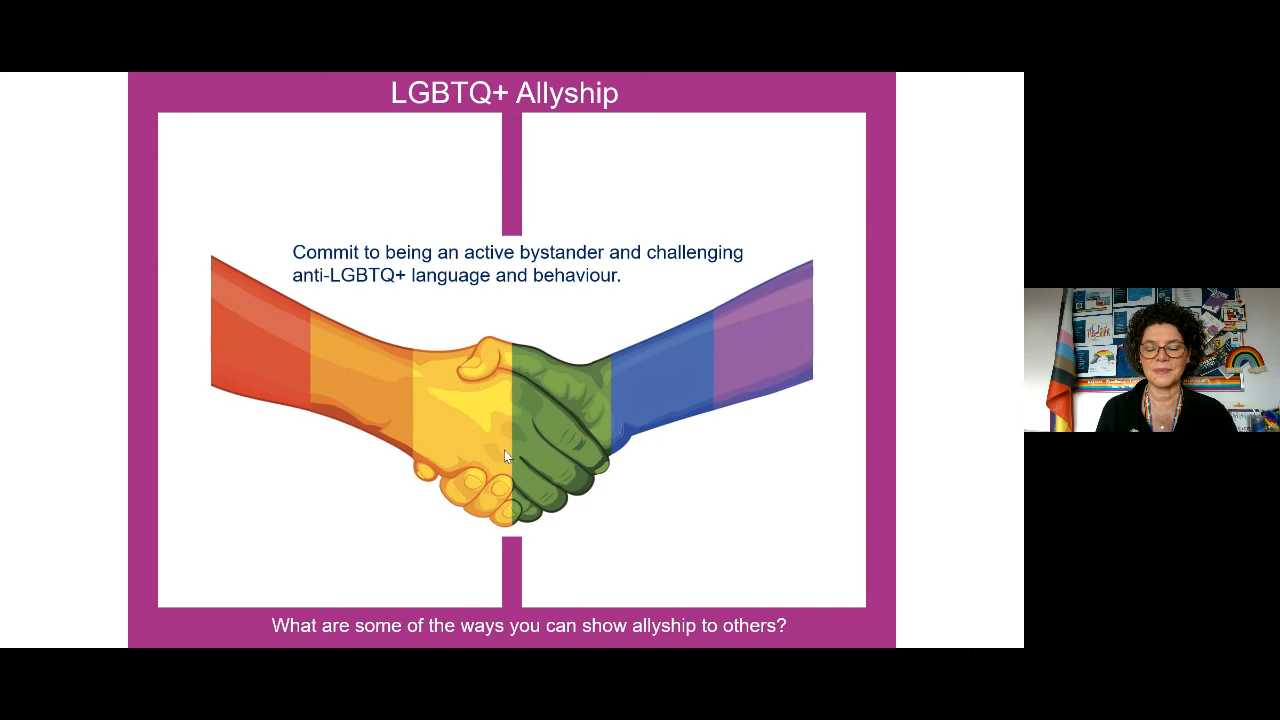 LGBTQ+ Allyship
Commit to being an active bystander and challenging
anti-LGBTQ+ language and behaviour.
What are some of the ways you can show allyship to others?